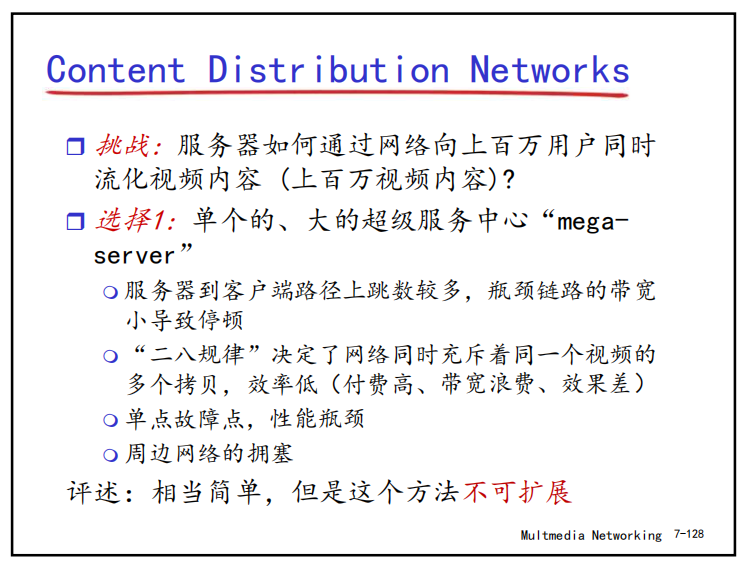 Content Distribution Networks
挑战：服务器如何通过网络向上百万用户同时
流化视频内容 (上百万视频内容)?
选择1：单个的、大的超级服务中心“mega-
server”
服务器到客户端路径上跳数较多，瓶颈链路的带宽
小导致停顿
“二八规律”决定了网络同时充斥着同一个视频的
多个拷贝，效率低（付费高、带宽浪费、效果差）
单点故障点，性能瓶颈
周边网络的拥塞
评述：相当简单，但是这个方法不可扩展
Multmedia Networking 7-128